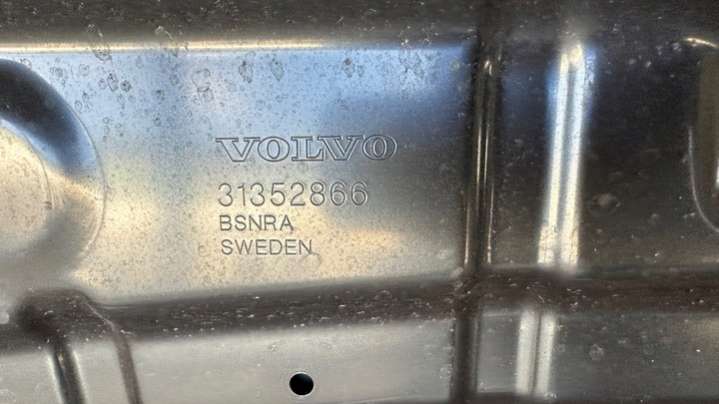 VOLVO
31352866
BSNRA
SWEDEN